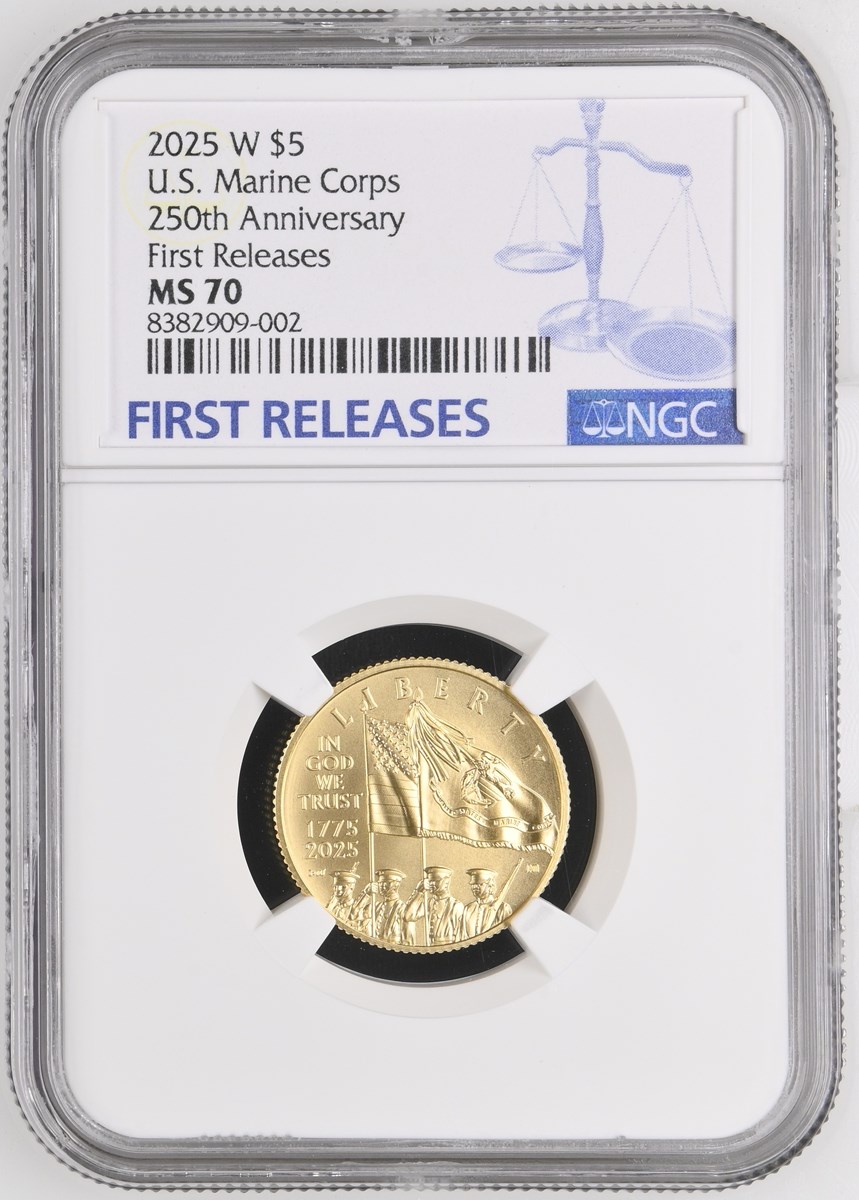 2025 W $5
U.S. Marine Corps
250th Anniversary
First Releases
MS 70
8382909-002
FIRST RELEASES
NGC
LIBERTY
IN
GOD
WE
TRUST
1775
2025